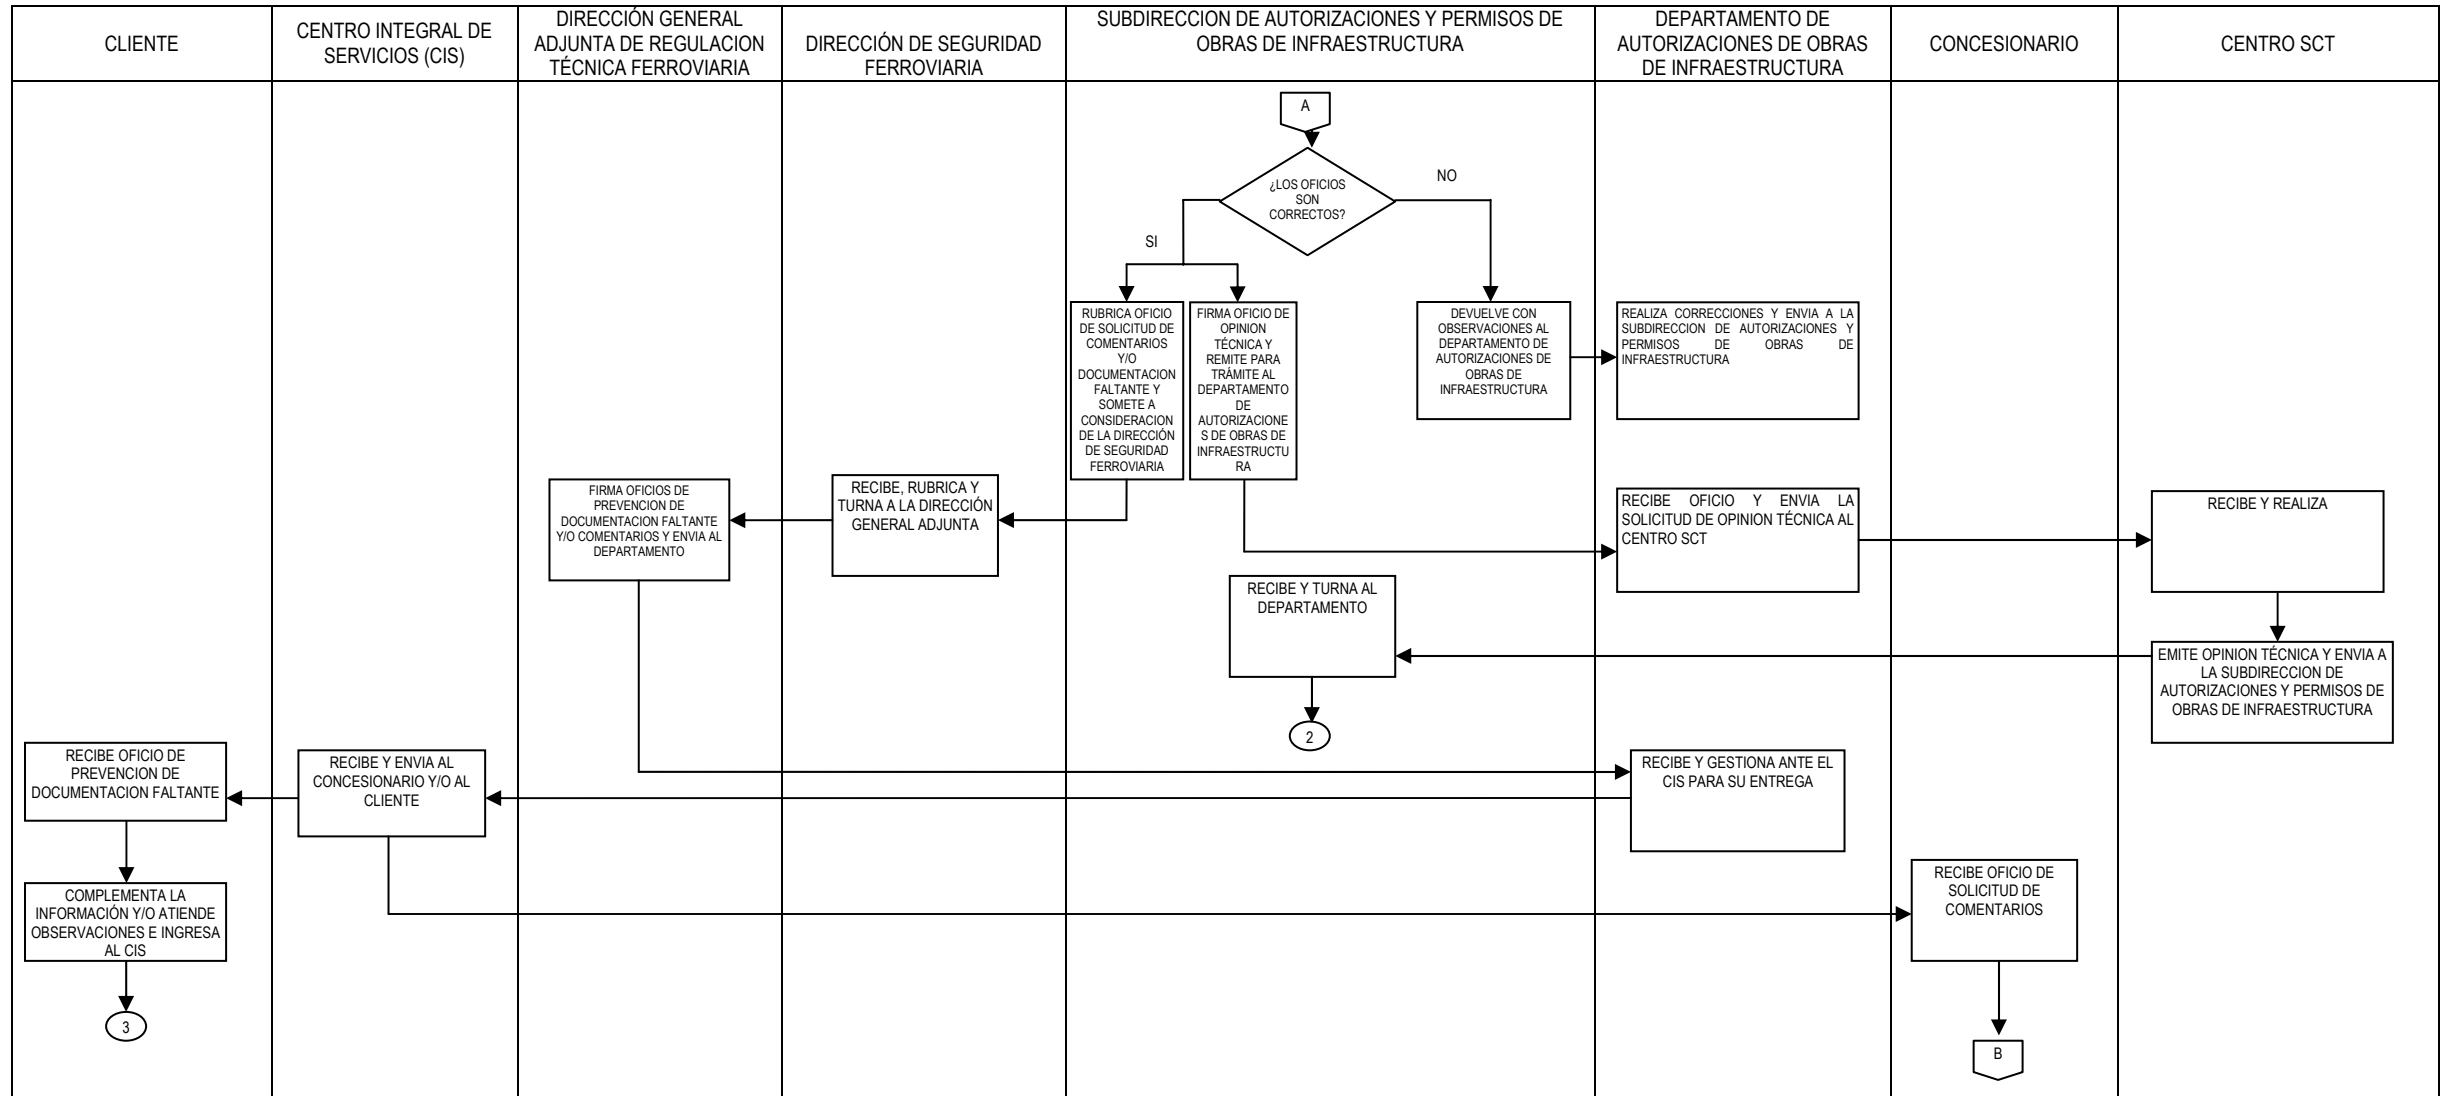 CLIENTE
CENTRO INTEGRAL DE
SERVICIOS (CIS)
DIRECCIÓN GENERAL
ADJUNTA DE REGULACION
TÉCNICA FERROVIARIA
DIRECCIÓN DE SEGURIDAD
FERROVIARIA
SUBDIRECCION DE AUTORIZACIONES Y PERMISOS DE
OBRAS DE INFRAESTRUCTURA
DEPARTAMENTO DE
AUTORIZACIONES DE OBRAS
DE INFRAESTRUCTURA
CONCESIONARIO
CENTRO SCT
A
¿LOS OFICIOS
SON
CORRECTOS?
NO
SI
RUBRICA OFICIO
DE SOLICITUD DE
COMENTARIOS
Y/O
DOCUMENTACION
FALTANTE Y
SOMETE A
CONSIDERACION
DE LA DIRECCIÓN
DE SEGURIDAD
FERROVIARIA
FIRMA OFICIO DE
OPINION
TÉCNICA Y
REMITE PARA
TRÁMITE AL
DEPARTAMENTO
DE
AUTORIZACIONE
S DE OBRAS DE
INFRAESTRUCTU
RA
DEVUELVE CON
OBSERVACIONES AL
DEPARTAMENTO DE
AUTORIZACIONES DE
OBRAS DE
INFRAESTRUCTURA
REALIZA CORRECCIONES Y ENVIA A LA
SUBDIRECCION DE AUTORIZACIONES Y
PERMISOS DE OBRAS DE
INFRAESTRUCTURA
FIRMA OFICIOS DE
PREVENCION DE
DOCUMENTACION FALTANTE
Y/O COMENTARIOS Y ENVIA AL
DEPARTAMENTO
RECIBE, RUBRICA Y
TURNA A LA DIRECCIÓN
GENERAL ADJUNTA
RECIBE OFICIO Y ENVIA LA
SOLICITUD DE OPINION TÉCNICA AL
CENTRO SCT
RECIBE Y REALIZA
RECIBE Y TURNA AL
DEPARTAMENTO
EMITE OPINION TÉCNICA Y ENVIA A
LA SUBDIRECCION DE
AUTORIZACIONES Y PERMISOS DE
OBRAS DE INFRAESTRUCTURA
2
RECIBE OFICIO DE
PREVENCION DE
DOCUMENTACION FALTANTE
RECIBE Y ENVIA AL
CONCESIONARIO Y/O AL
CLIENTE
RECIBE Y GESTIONA ANTE EL
CIS PARA SU ENTREGA
COMPLEMENTA LA
INFORMACIÓN Y/O ATIENDE
OBSERVACIONES E INGRESA
AL CIS
RECIBE OFICIO DE
SOLICITUD DE
COMENTARIOS
3
B